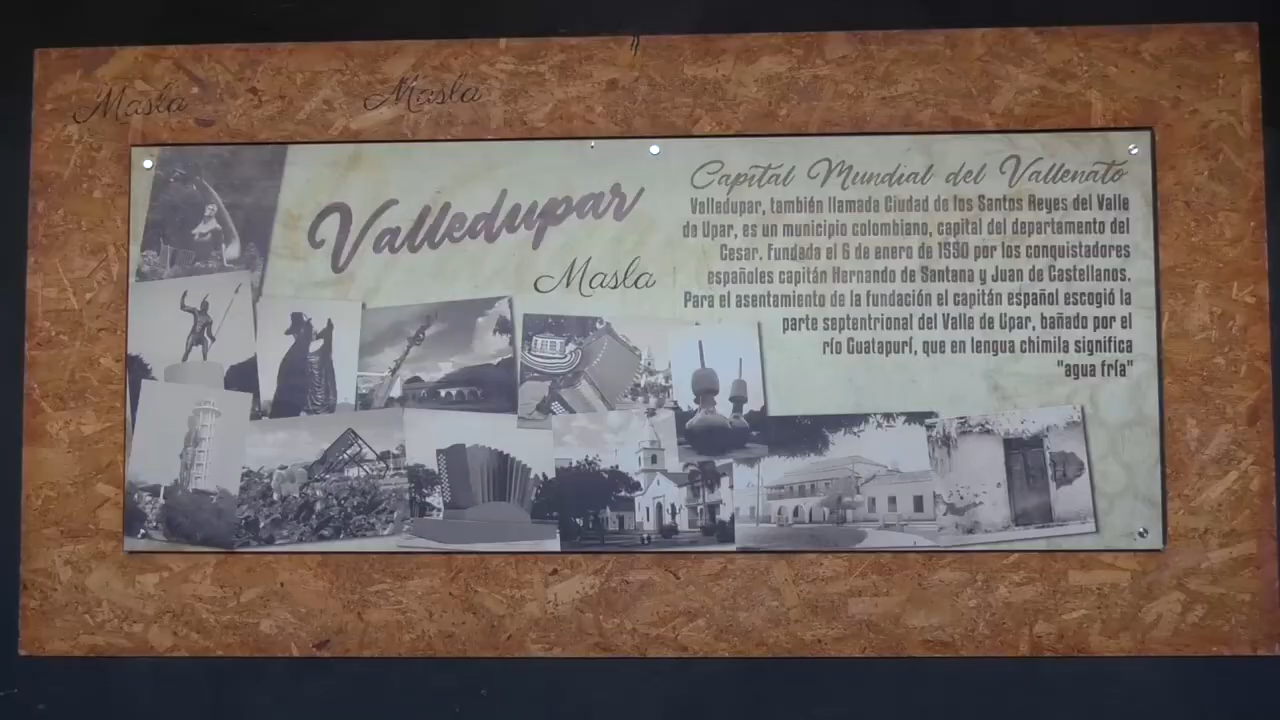 Masla
Masla
Valledupar
Masla
Capital Mundial del Vallenato
Valledupar, también llamada Ciudad de los Santos Reyes del Valle
de Upar, es un municipio colombiano, capital del departamento del
Cesar. Fundada el 6 de enero de 1550 por los conquistadores
españoles capitán Hernando de Santana y Juan de Castellanos.
Para el asentamiento de la fundación el capitán español escogió la
parte septentrional del Valle de Upar, bañado por el
río Guatapurí, que en lengua chimila significa
"agua fría"